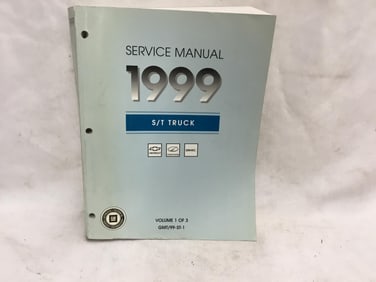 SERVICE MANUAL
1999
S/T TRUCK
VOLUME 1 OF 3
GMT/99-ST-1